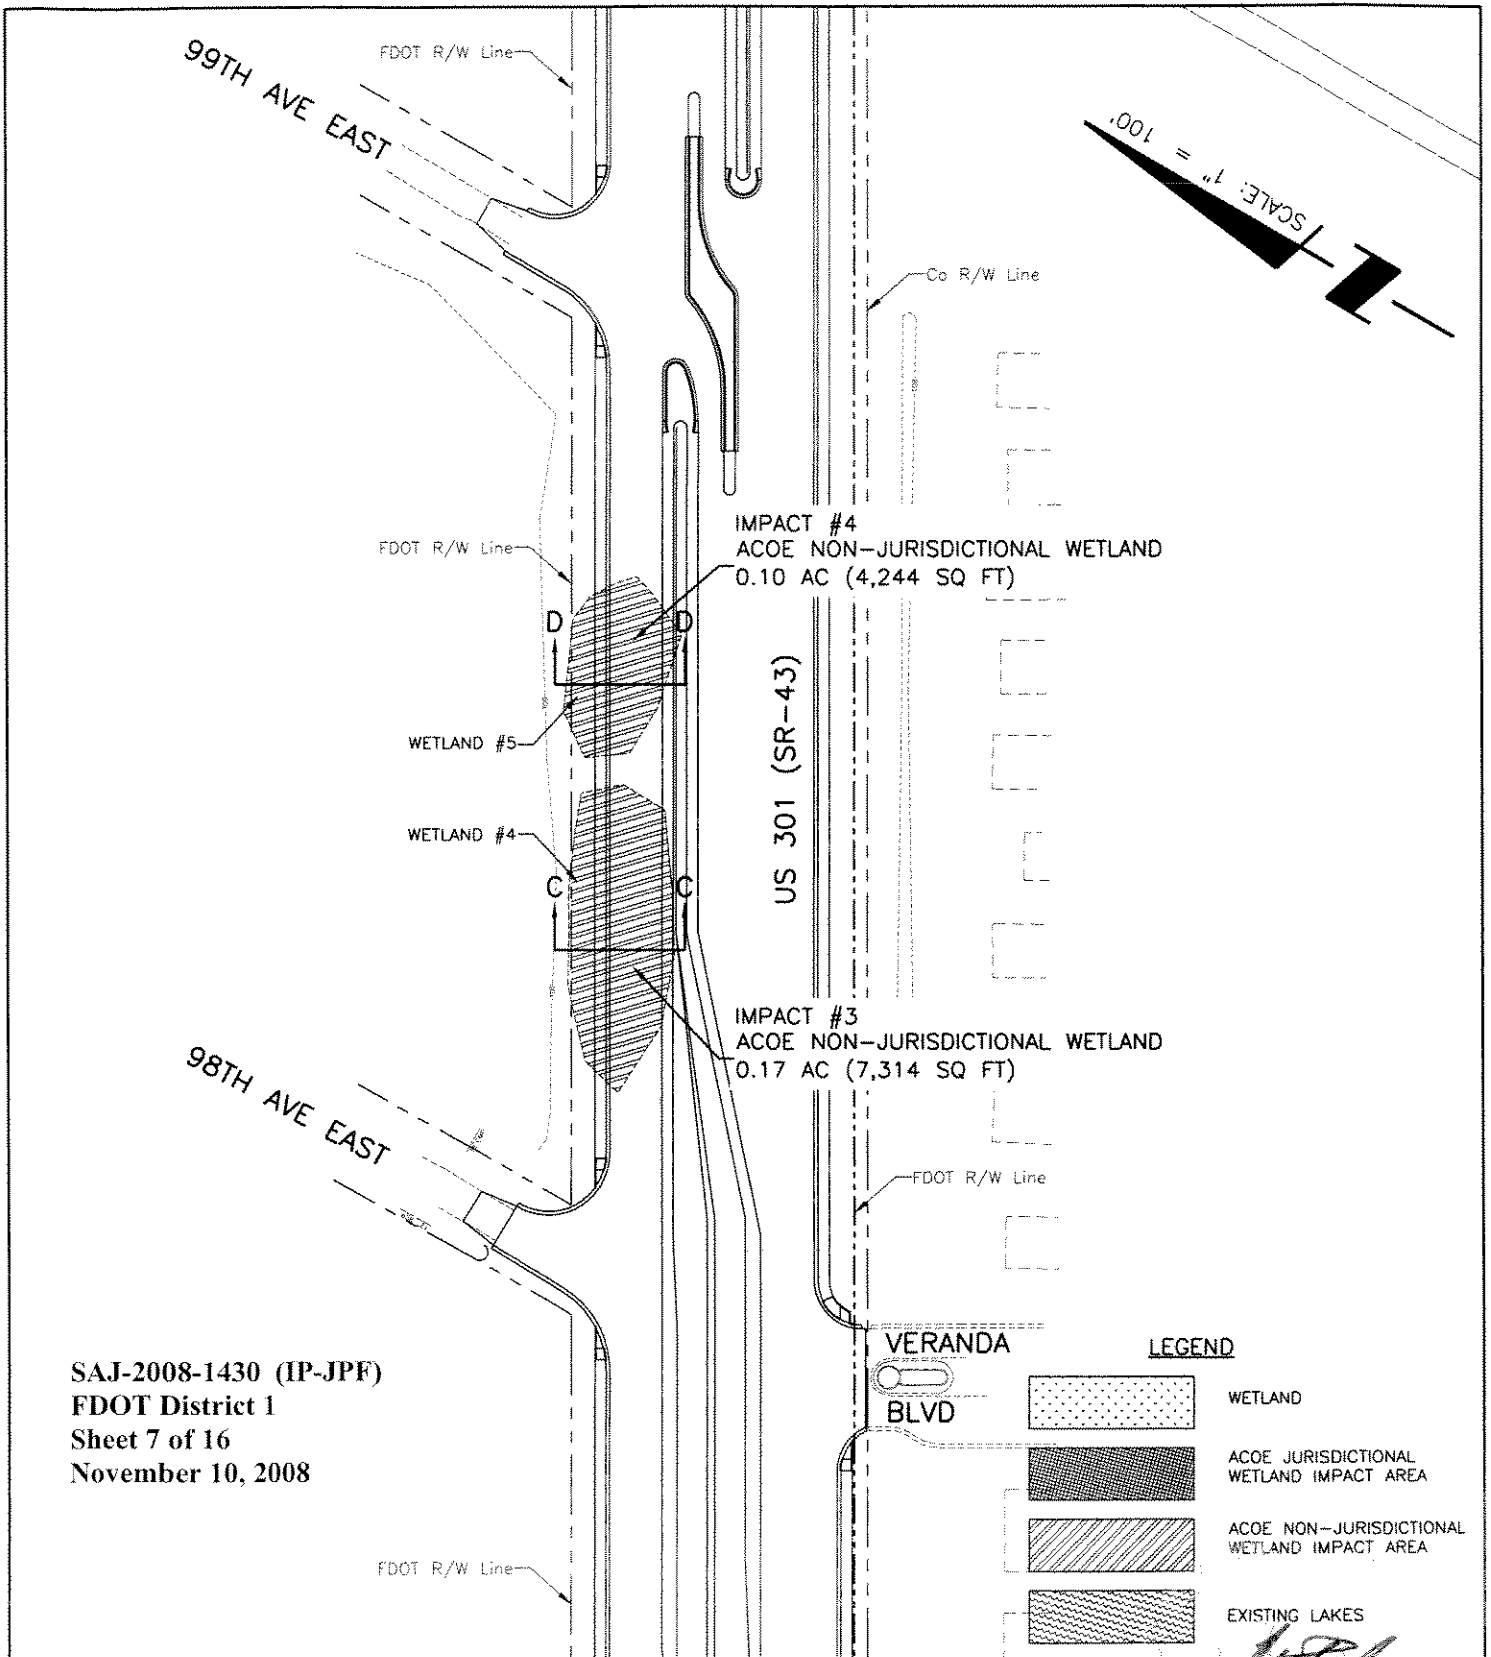 99TH AVE EAST
FDOT R/W Line
SCALE: 1" = 100'
N
Co R/W Line
IMPACT #4
ACOE NON-JURISDICTIONAL WETLAND
0.10 AC (4,244 SQ FT)
FDOT R/W Line
D D
US 301 (SR-43)
WETLAND #5
WETLAND #4
C C
IMPACT #3
ACOE NON-JURISDICTIONAL WETLAND
0.17 AC (7,314 SQ FT)
98TH AVE EAST
FDOT R/W Line
VERANDA
BLVD
SAJ-2008-1430 (IP-JPF)
FDOT District 1
Sheet 7 of 16
November 10, 2008
FDOT R/W Line
LEGEND
WETLAND
ACOE JURISDICTIONAL
WETLAND IMPACT AREA
ACOE NON-JURISDICTIONAL
WETLAND IMPACT AREA
EXISTING LAKES